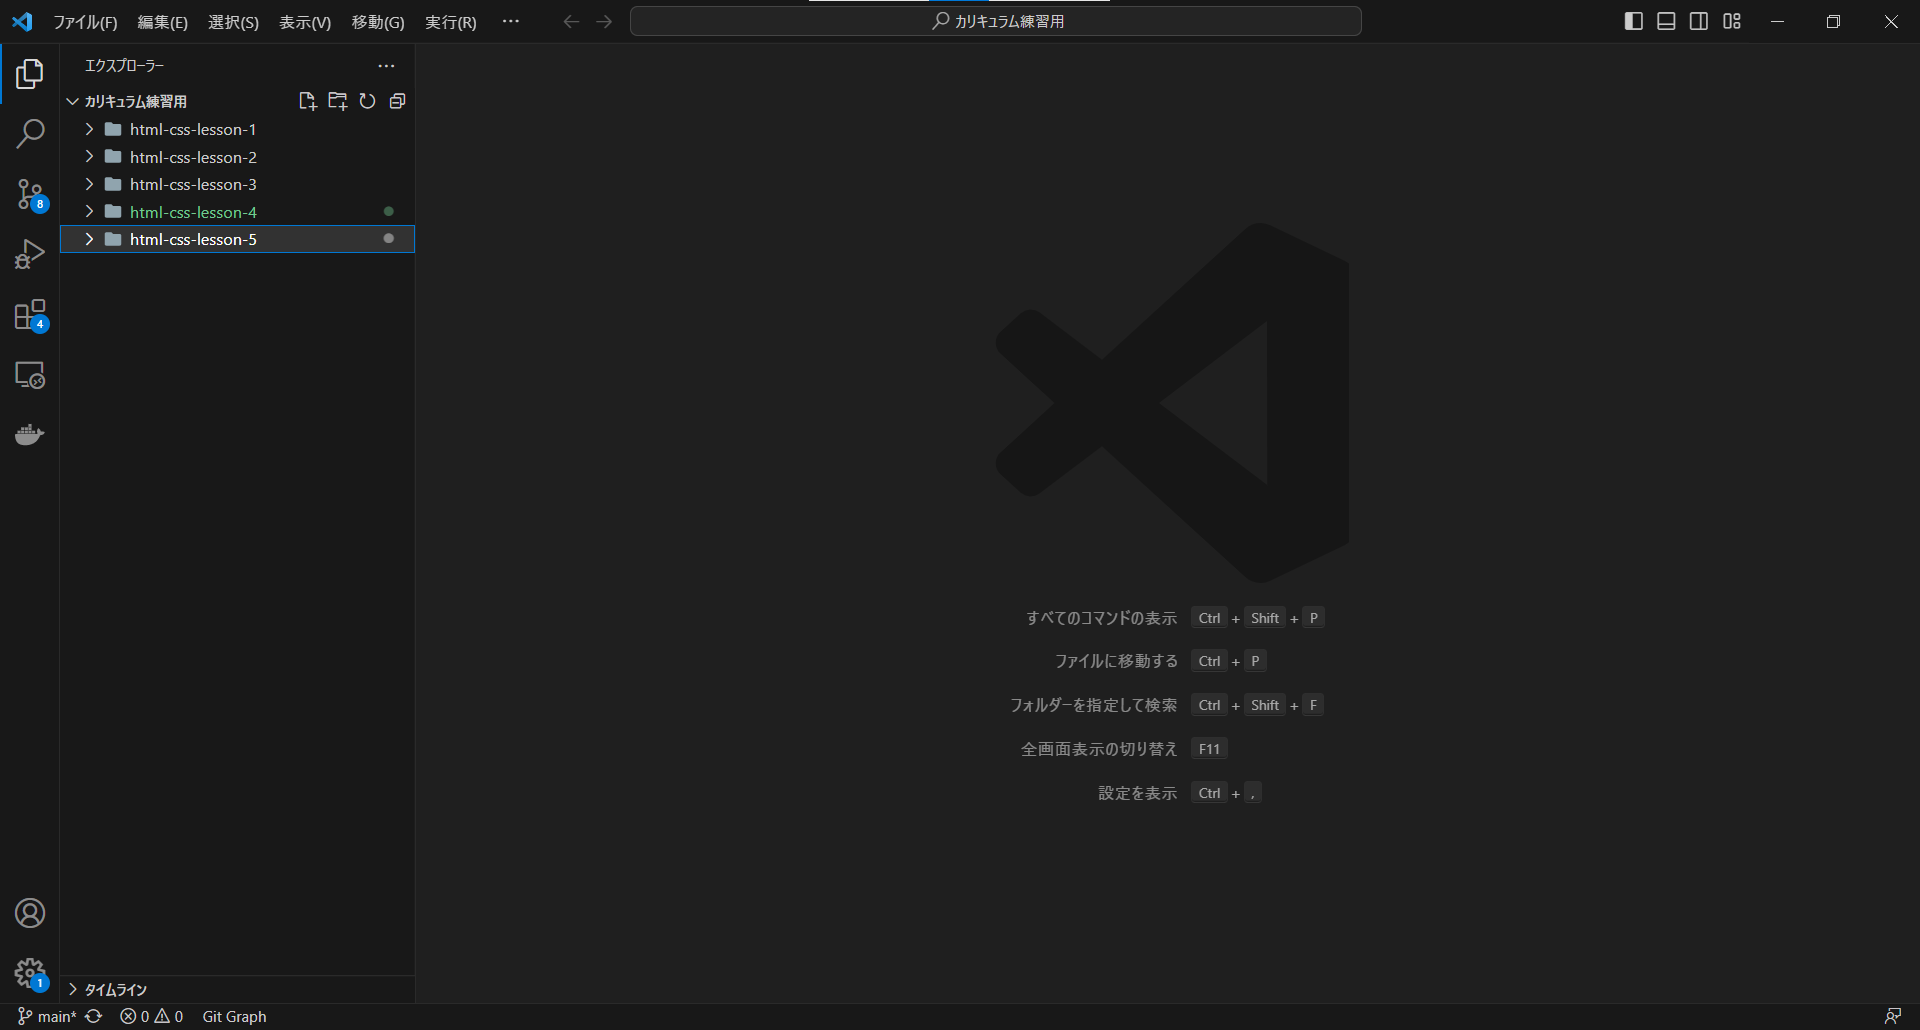 ファイル(F) 編集(E) 選択(S) 表示(V) 移動(G) 実行(R) … カリキュラム練習用
エクスプローラー …
カリキュラム練習用
html-css-lesson-1
html-css-lesson-2
html-css-lesson-3
8
html-css-lesson-4
html-css-lesson-5
4
すべてのコマンドの表示 Ctrl + Shift + P
ファイルに移動する Ctrl + P
フォルダーを指定して検索 Ctrl + Shift + F
全画面表示の切り替え F11
設定を表示 Ctrl + ,
1
タイムライン
main* 0 0 Git Graph